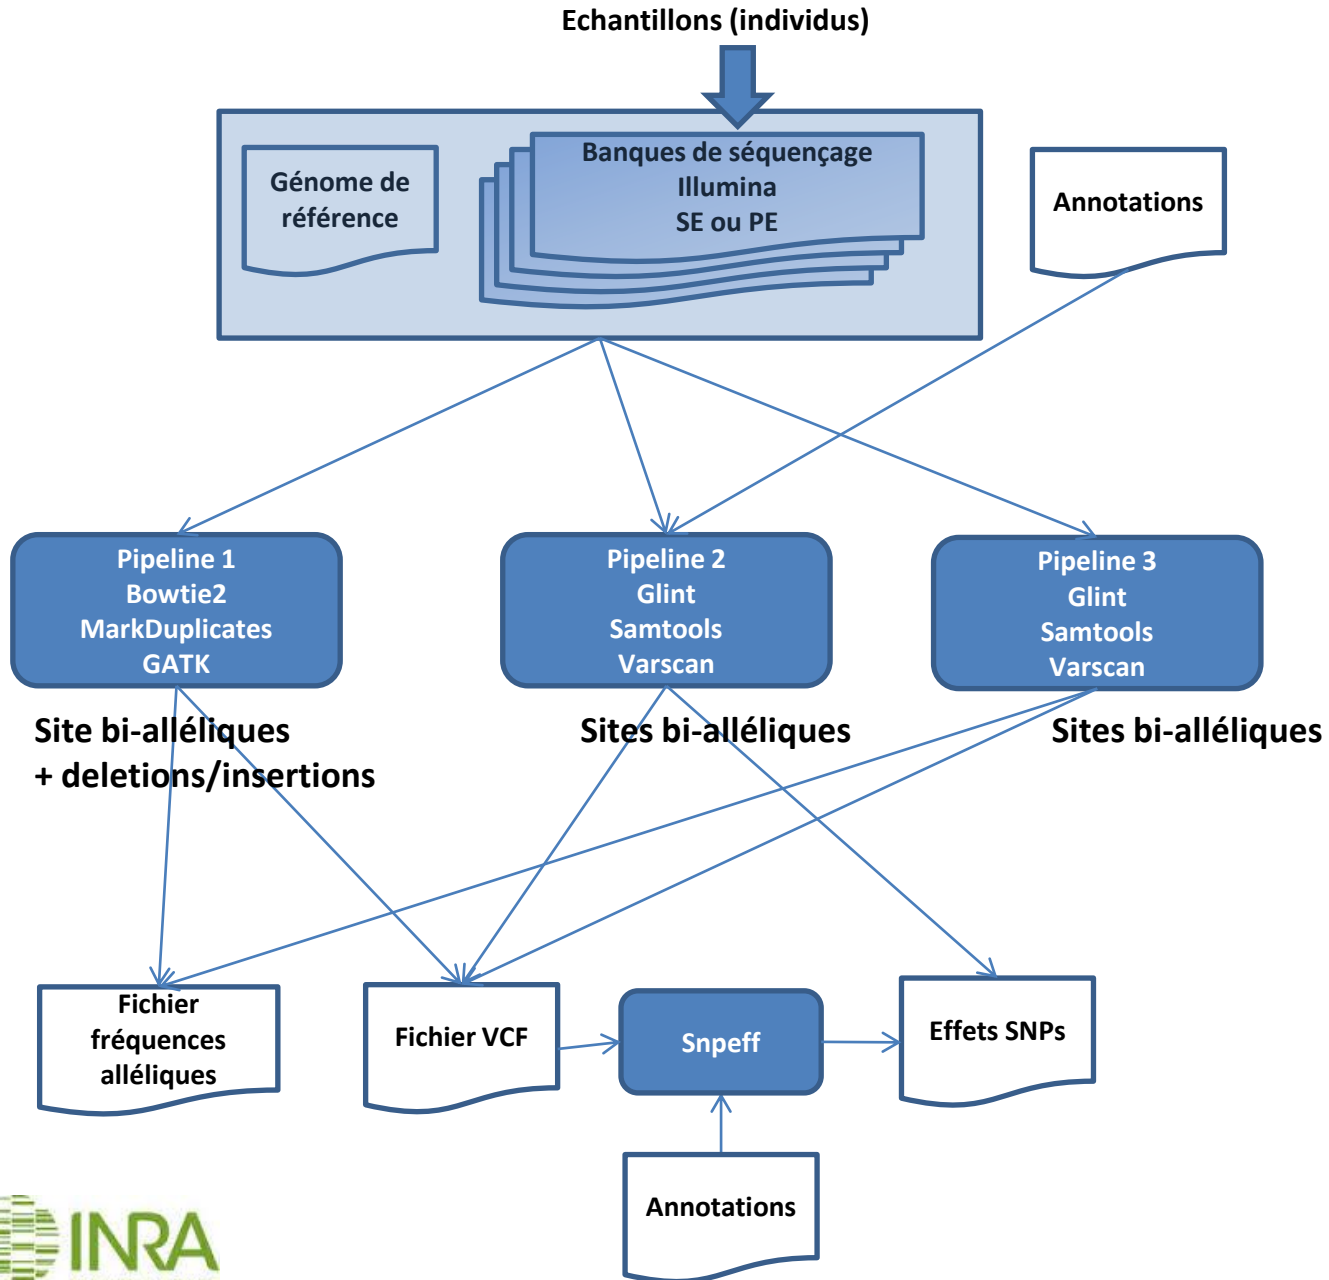 Echantillons (individus)
Banques de séquençage
Illumina
SE ou PE
Génome de
référence
Annotations
Pipeline 1
Bowtie2
MarkDuplicates
GATK
Pipeline 2
Glint
Samtools
Varscan
Pipeline 3
Glint
Samtools
Varscan
Site bi-alléliques
+ deletions/insertions
Sites bi-alléliques
Sites bi-alléliques
Fichier
fréquences
alléliques
Fichier VCF
Snpeff
Effets SNPs
Annotations
INRA